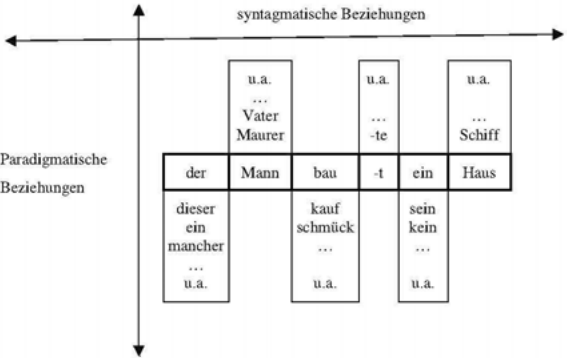 syntagmatische Beziehungen
u.a.
…
Vater
Maurer
u.a.
…
-te
u.a.
…
Schiff
Paradigmatische
Beziehungen
der Mann bau -t ein Haus
dieser
ein
mancher
…
u.a.
kauf
schmück
…
u.a.
sein
kein
…
u.a.